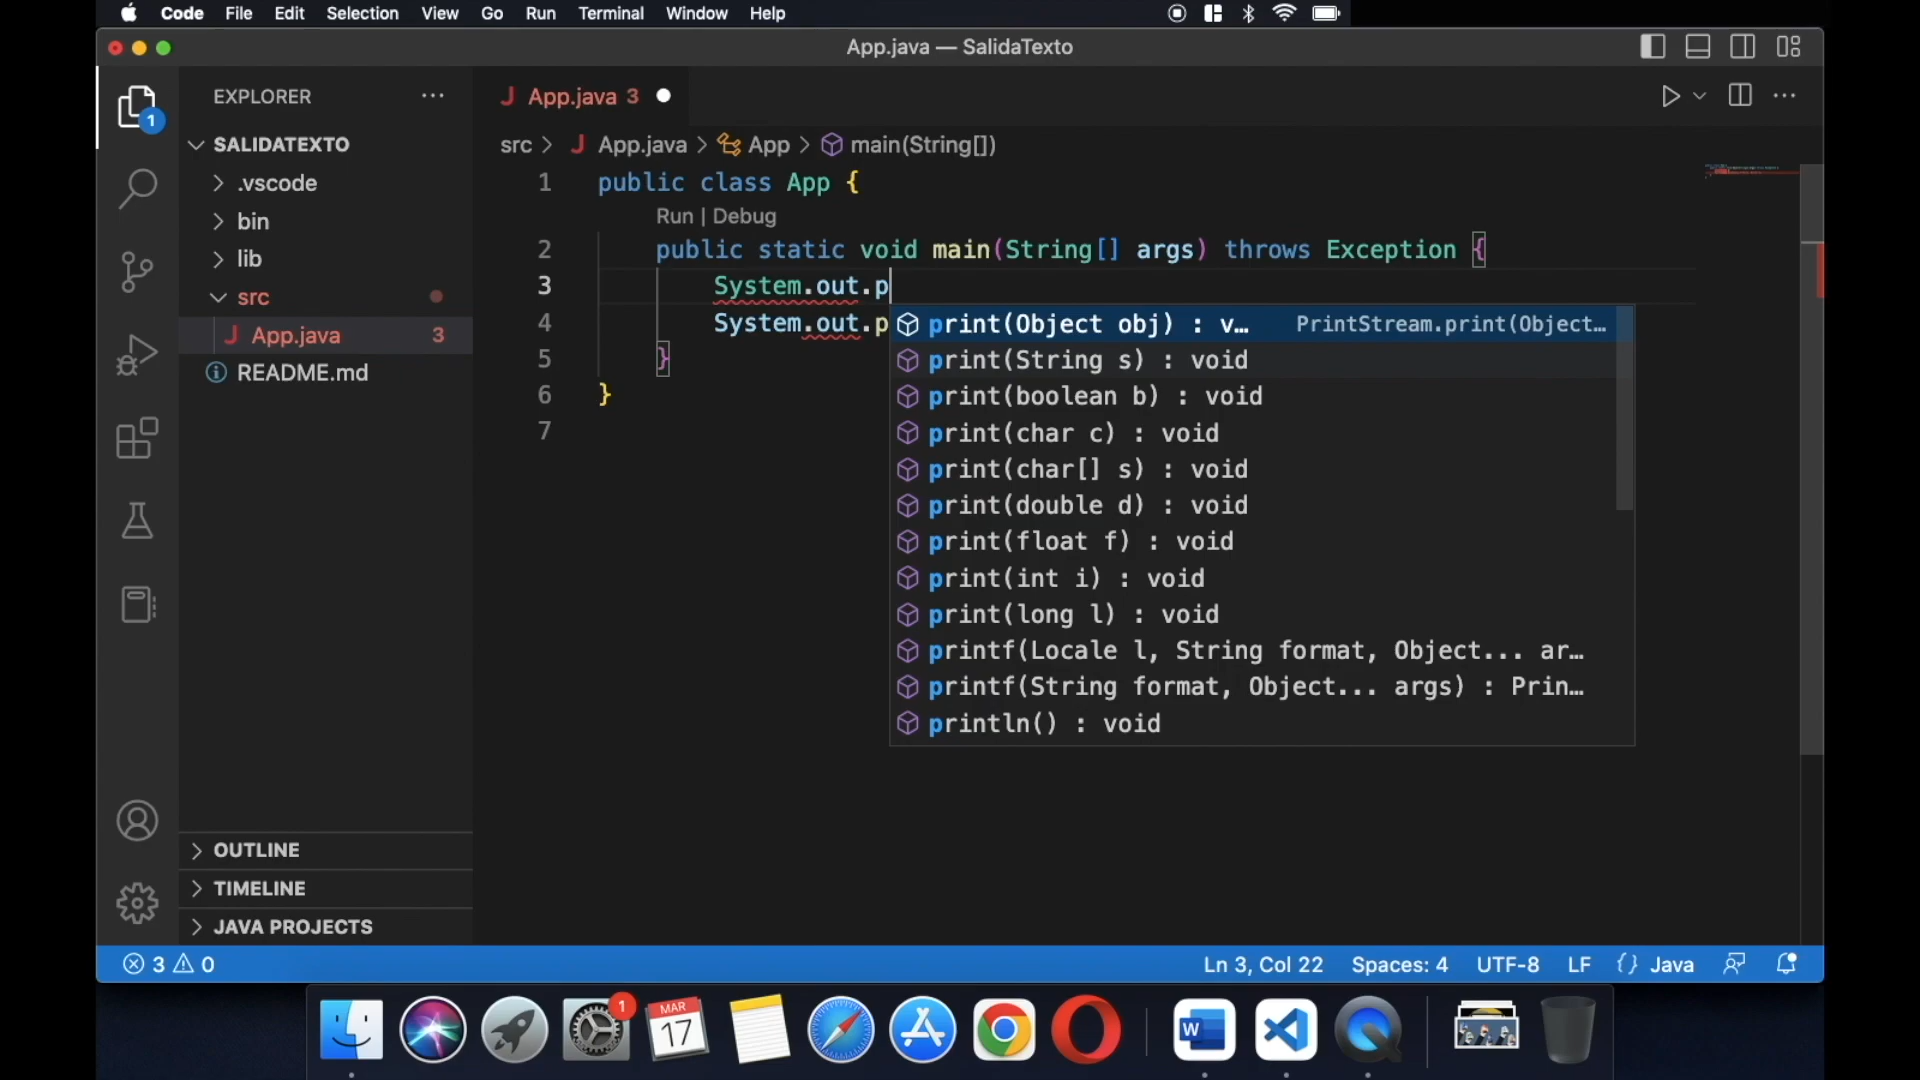 Code File Edit Selection View Go Run Terminal Window Help
App.java — SalidaTexto
EXPLORER
1
App.java 3
SALIDATEXTO
src > App.java > App > main(String[])
.vscode
bin
lib
src
App.java 3
README.md
1 public class App {
Run | Debug
2 public static void main(String[] args) throws Exception {
3 System.out.p
4 System.out.p
5 }
6 }
7
print(Object obj) : v… PrintStream.print(Object…
print(String s) : void
print(boolean b) : void
print(char c) : void
print(char[] s) : void
print(double d) : void
print(float f) : void
print(int i) : void
print(long l) : void
printf(Locale l, String format, Object... ar…
printf(String format, Object... args) : Prin…
println() : void
OUTLINE
TIMELINE
JAVA PROJECTS
3 0 Ln 3, Col 22 Spaces: 4 UTF-8 LF {} Java
1
MAR
17
W